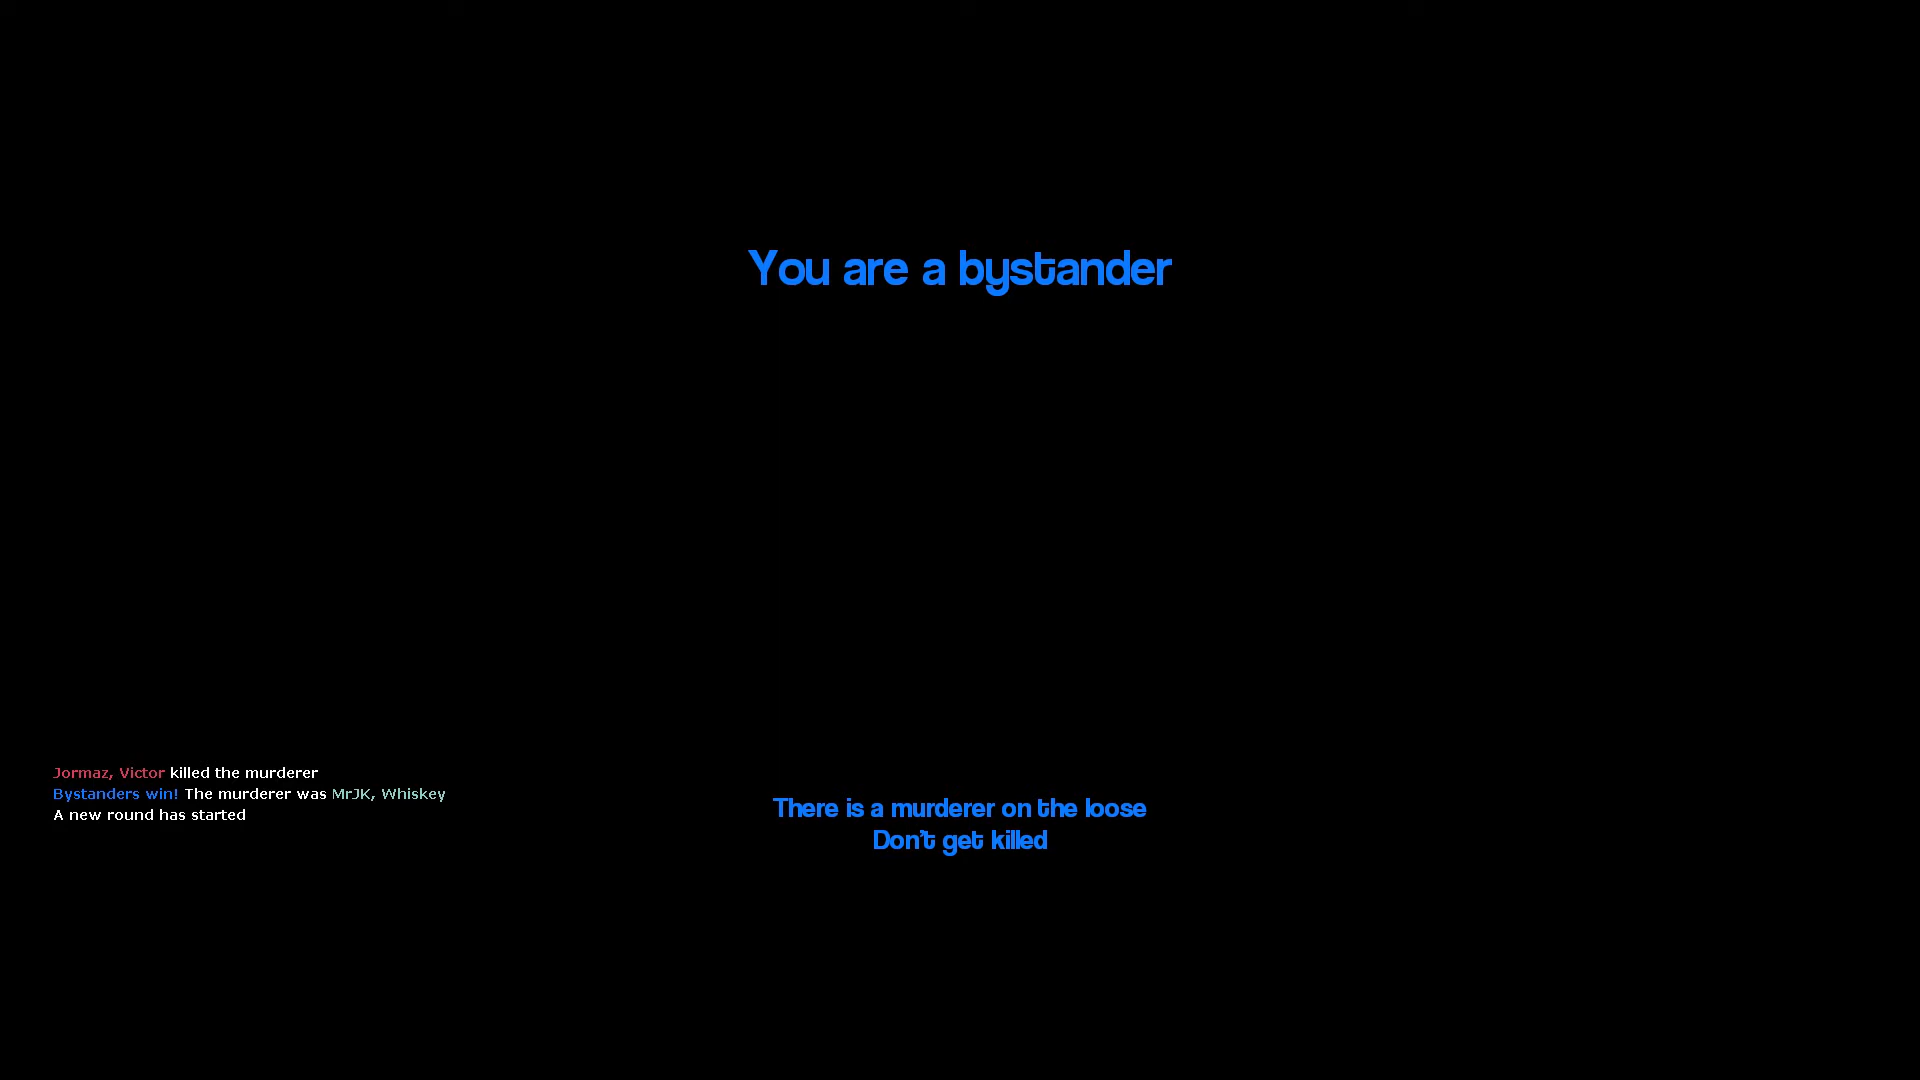 You are a bystander
Jormaz, Victor killed the murderer
Bystanders win! The murderer was MrJK, Whiskey
A new round has started
There is a murderer on the loose
Don't get killed